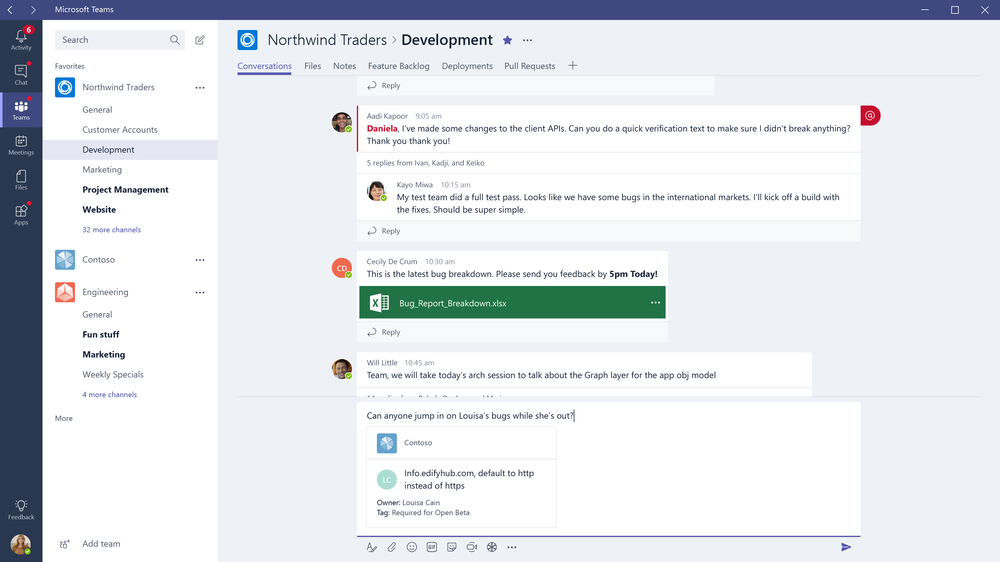 Microsoft Teams
6
Activity
Chat
Teams
Meetings
Files
Apps
Feedback
Search
Favorites
Northwind Traders
General
Customer Accounts
Development
Marketing
Project Management
Website
32 more channels
Contoso
Engineering
General
Fun stuff
Marketing
Weekly Specials
4 more channels
More
Add team
Northwind Traders > Development
Conversations Files Notes Feature Backlog Deployments Pull Requests
Reply
Aadi Kapoor 9:05 am
@
Daniela, I’ve made some changes to the client APIs. Can you do a quick verification text to make sure I didn’t break anything?
Thank you thank you!
5 replies from Ivan, Kadji, and Keiko
Kayo Miwa 10:15 am
My test team did a full test pass. Looks like we have some bugs in the international markets. I’ll kick off a build with
the fixes. Should be super simple.
Reply
CD
Cecily De Crum 10:30 am
This is the latest bug breakdown. Please send you feedback by 5pm Today!
X
Bug_Report_Breakdown.xlsx
Reply
Will Little 10:45 am
Team, we will take today’s arch session to talk about the Graph layer for the app obj model
Can anyone jump in on Louisa’s bugs while she’s out?
Contoso
LC
Info.edifyhub.com, default to http
instead of https
Owner: Louisa Cain
Tag: Required for Open Beta
GIF